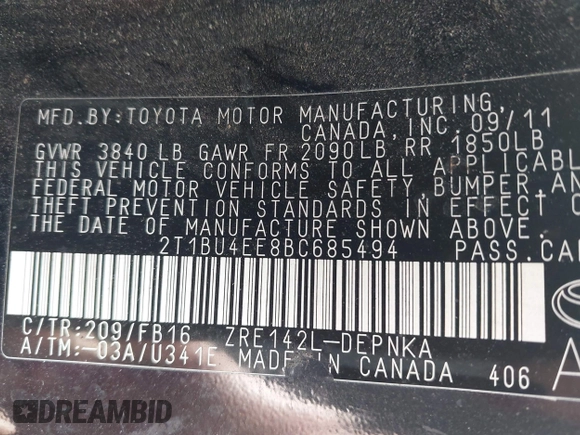 MFD.BY:TOYOTA MOTOR MANUFACTURING,
CANADA, INC. 09/11
GVWR 3840 LB GAWR FR 2090LB, RR 1850LB
THIS VEHICLE CONFORMS TO ALL APPLICABLE
FEDERAL MOTOR VEHICLE SAFETY, BUMPER, AN
THEFT PREVENTION STANDARDS IN EFFECT O
THE DATE OF MANUFACTURE SHOWN ABOVE.
2T1BU4EE8BC685494 PASS.CA
C/TR:209/FB16 ZRE142L-DEPNKA
A/TM:-03A/U341E MADE IN CANADA 406
DREAMBID